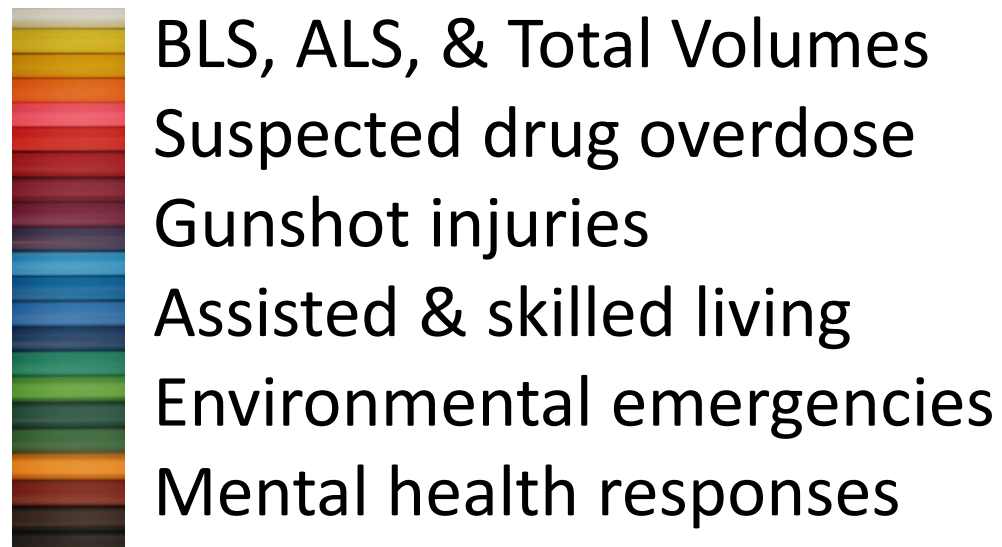 BLS, ALS, & Total Volumes
Suspected drug overdose
Gunshot injuries
Assisted & skilled living
Environmental emergencies
Mental health responses